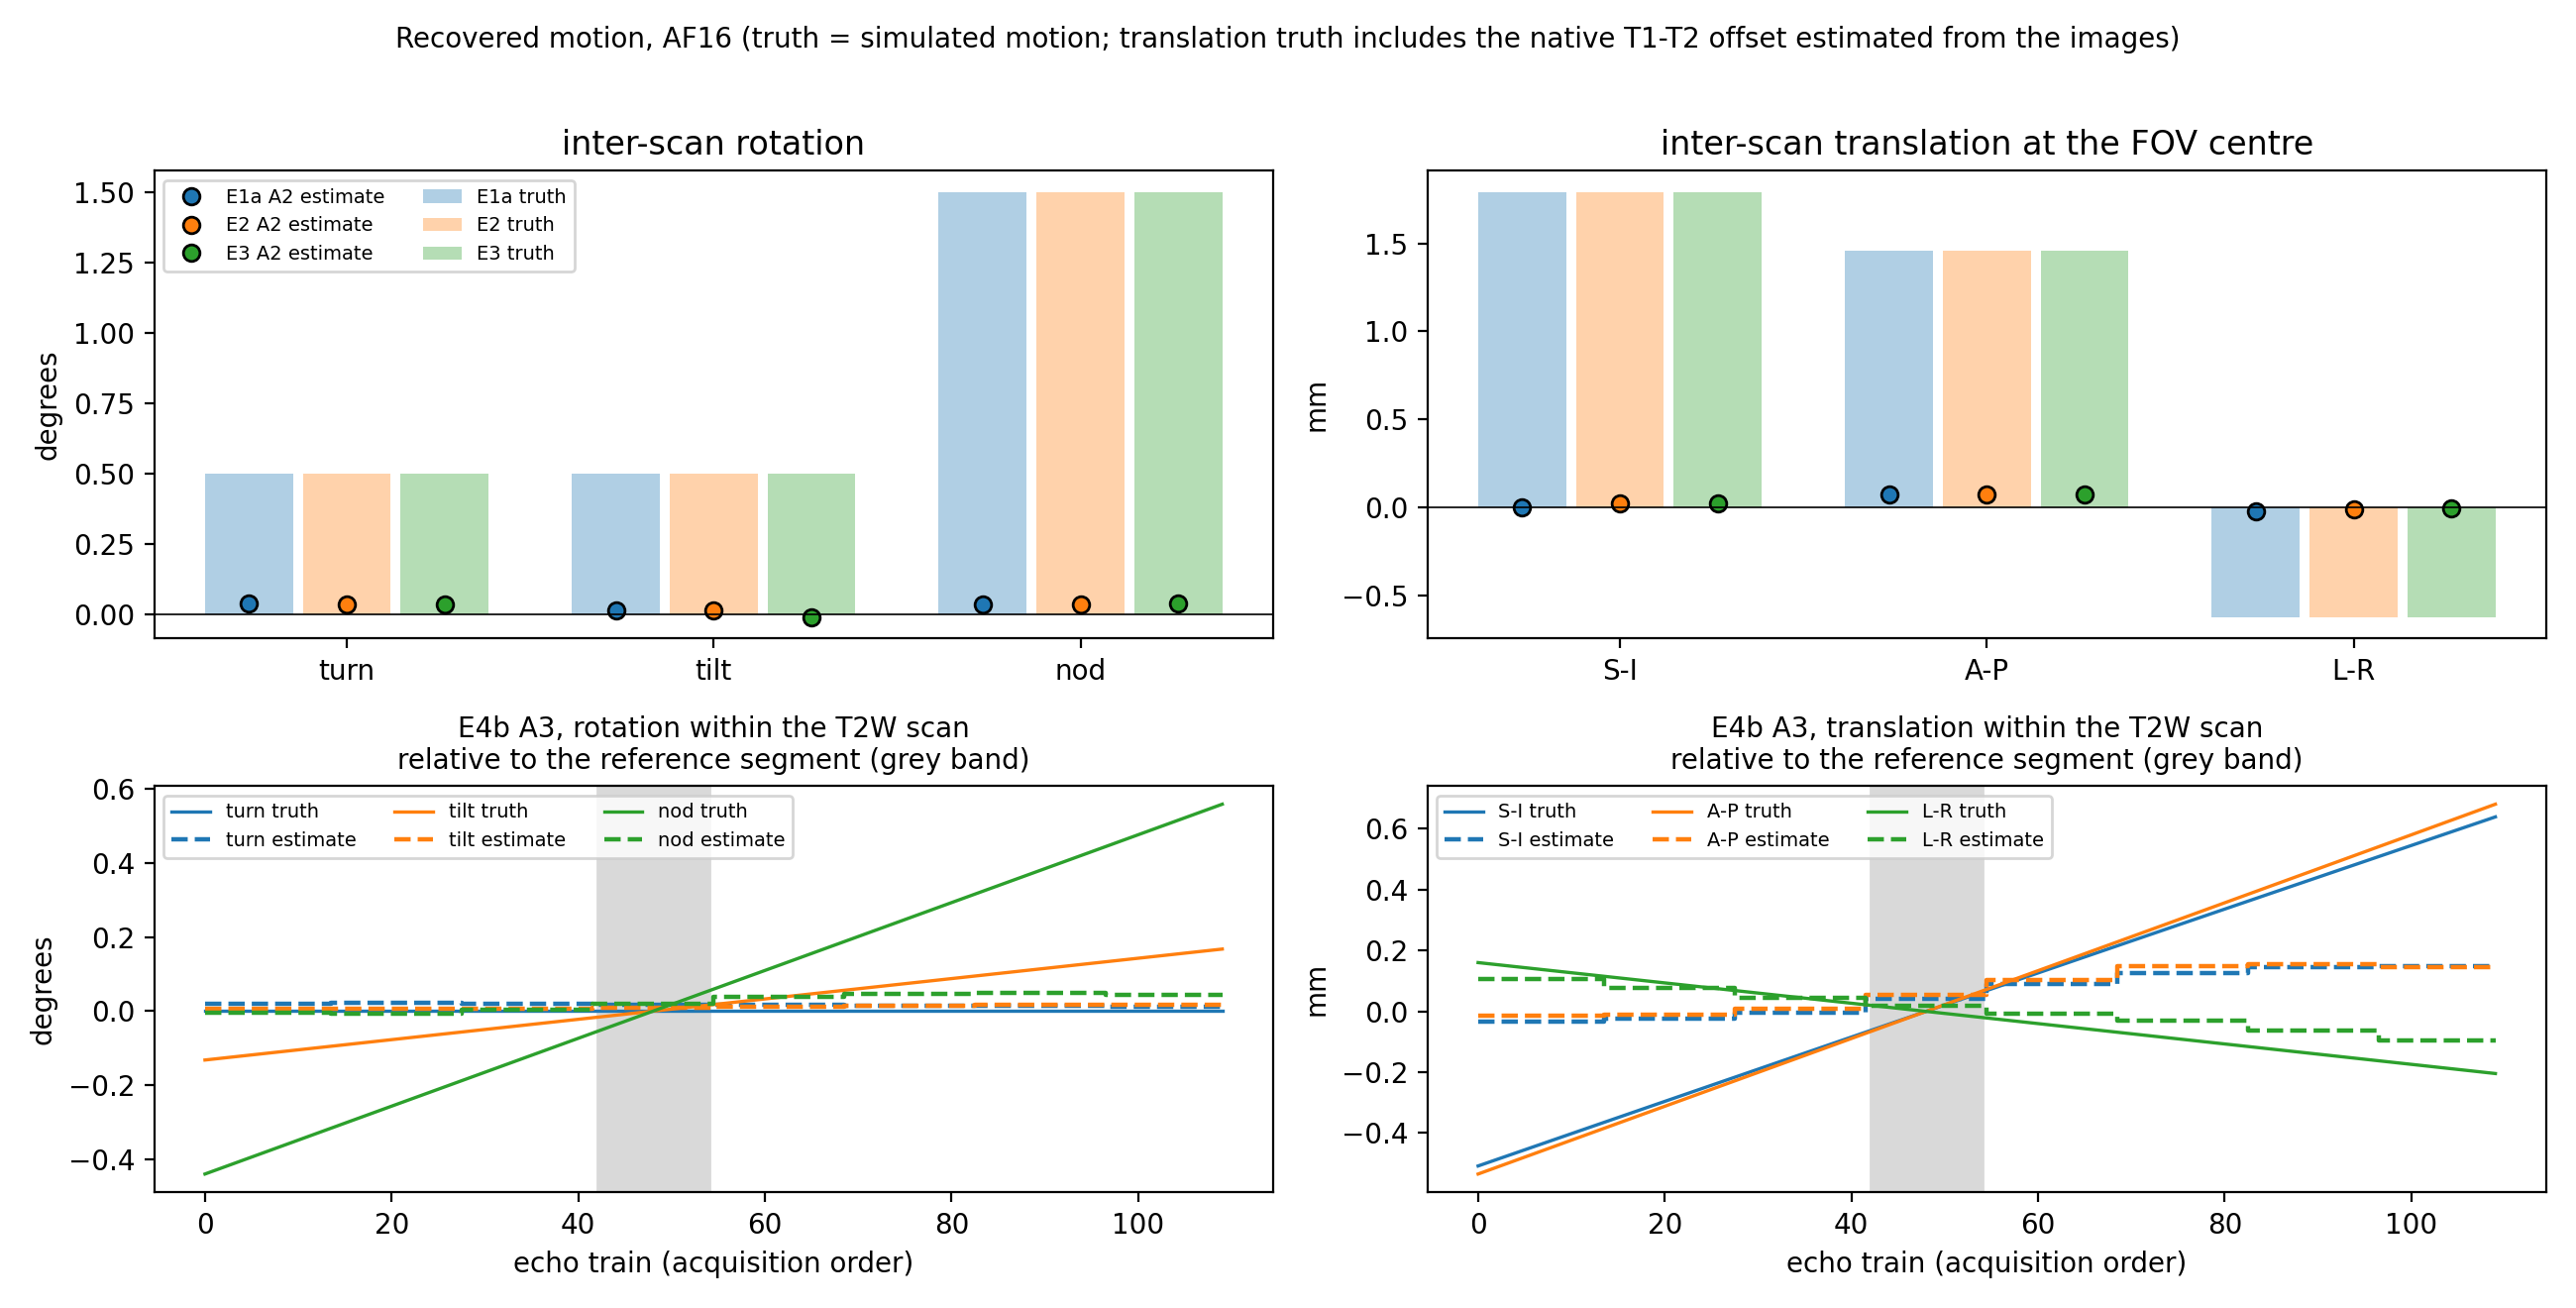 Recovered motion, AF16 (truth = simulated motion; translation truth includes the native T1-T2 offset estimated from the images)
inter-scan rotation
degrees
1.50
1.25
1.00
0.75
0.50
0.25
0.00
E1a A2 estimate
E2 A2 estimate
E3 A2 estimate
E1a truth
E2 truth
E3 truth
turn
tilt
nod
inter-scan translation at the FOV centre
mm
1.5
1.0
0.5
0.0
−0.5
S-I
A-P
L-R
E4b A3, rotation within the T2W scan
relative to the reference segment (grey band)
degrees
0.6
0.4
0.2
0.0
−0.2
−0.4
turn truth
turn estimate
tilt truth
tilt estimate
nod truth
nod estimate
0
20
40
60
80
100
echo train (acquisition order)
E4b A3, translation within the T2W scan
relative to the reference segment (grey band)
mm
0.6
0.4
0.2
0.0
−0.2
−0.4
S-I truth
S-I estimate
A-P truth
A-P estimate
L-R truth
L-R estimate
0
20
40
60
80
100
echo train (acquisition order)